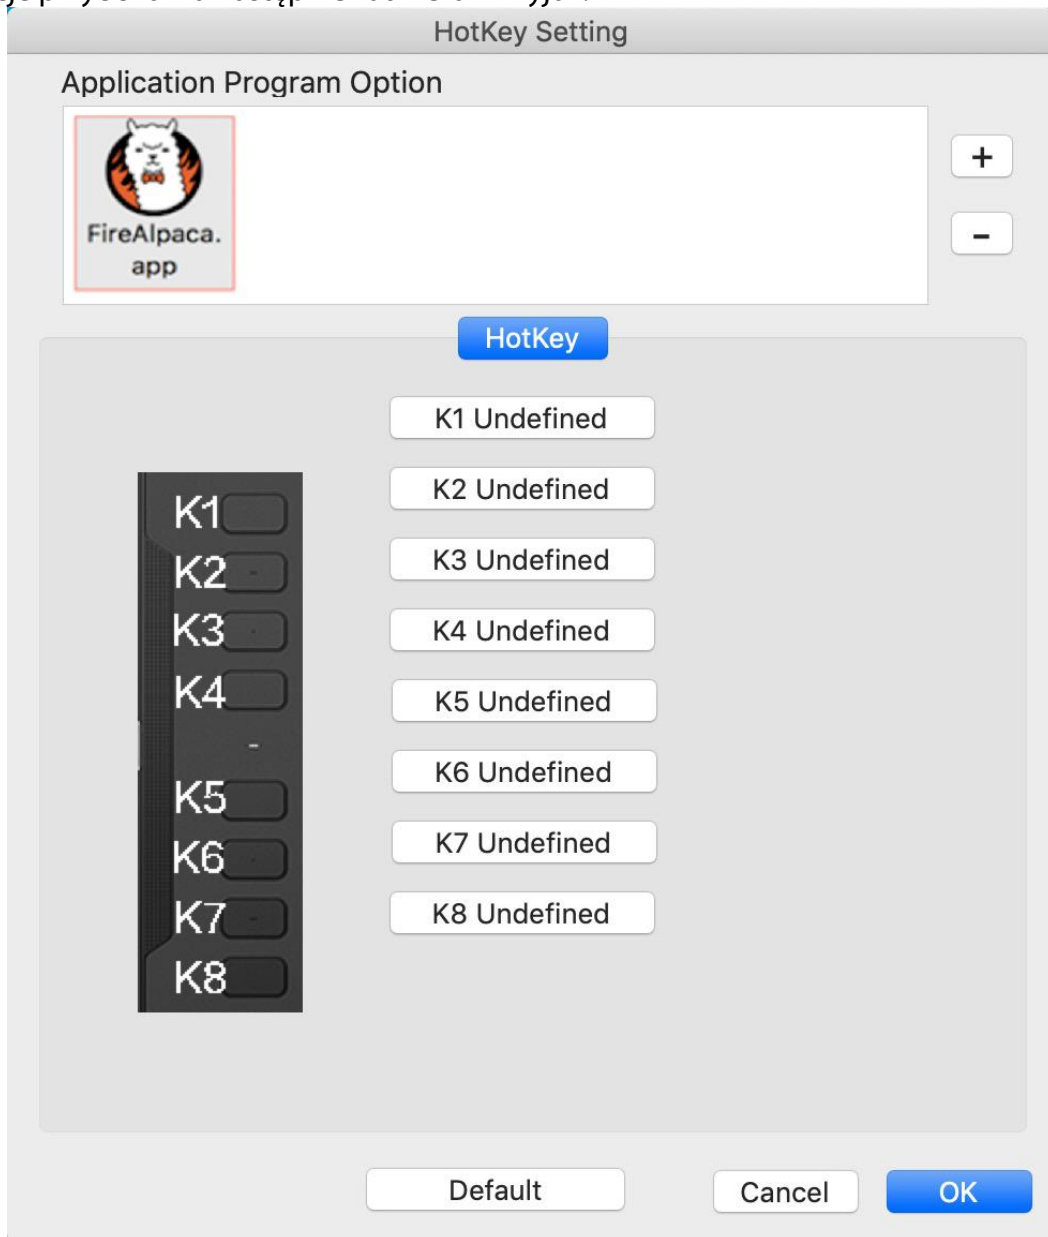 HotKey Setting
Application Program Option
+
FireAlpaca.
app
-
HotKey
K1 Undefined
K2 Undefined
K3 Undefined
K4 Undefined
K5 Undefined
K6 Undefined
K7 Undefined
K8 Undefined
K1
K2
K3
K4
K5
K6
K7
K8
Default
Cancel
OK